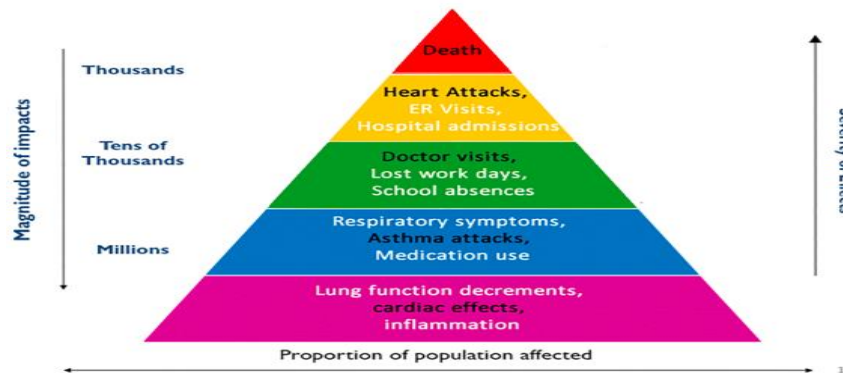 Death
Thousands
Heart Attacks,
ER Visits,
Hospital admissions
Tens of
Thousands
Doctor visits,
Lost work days,
School absences
Magnitude of impacts
Millions
Respiratory symptoms,
Asthma attacks,
Medication use
Lung function decrements,
cardiac effects,
inflammation
Proportion of population affected